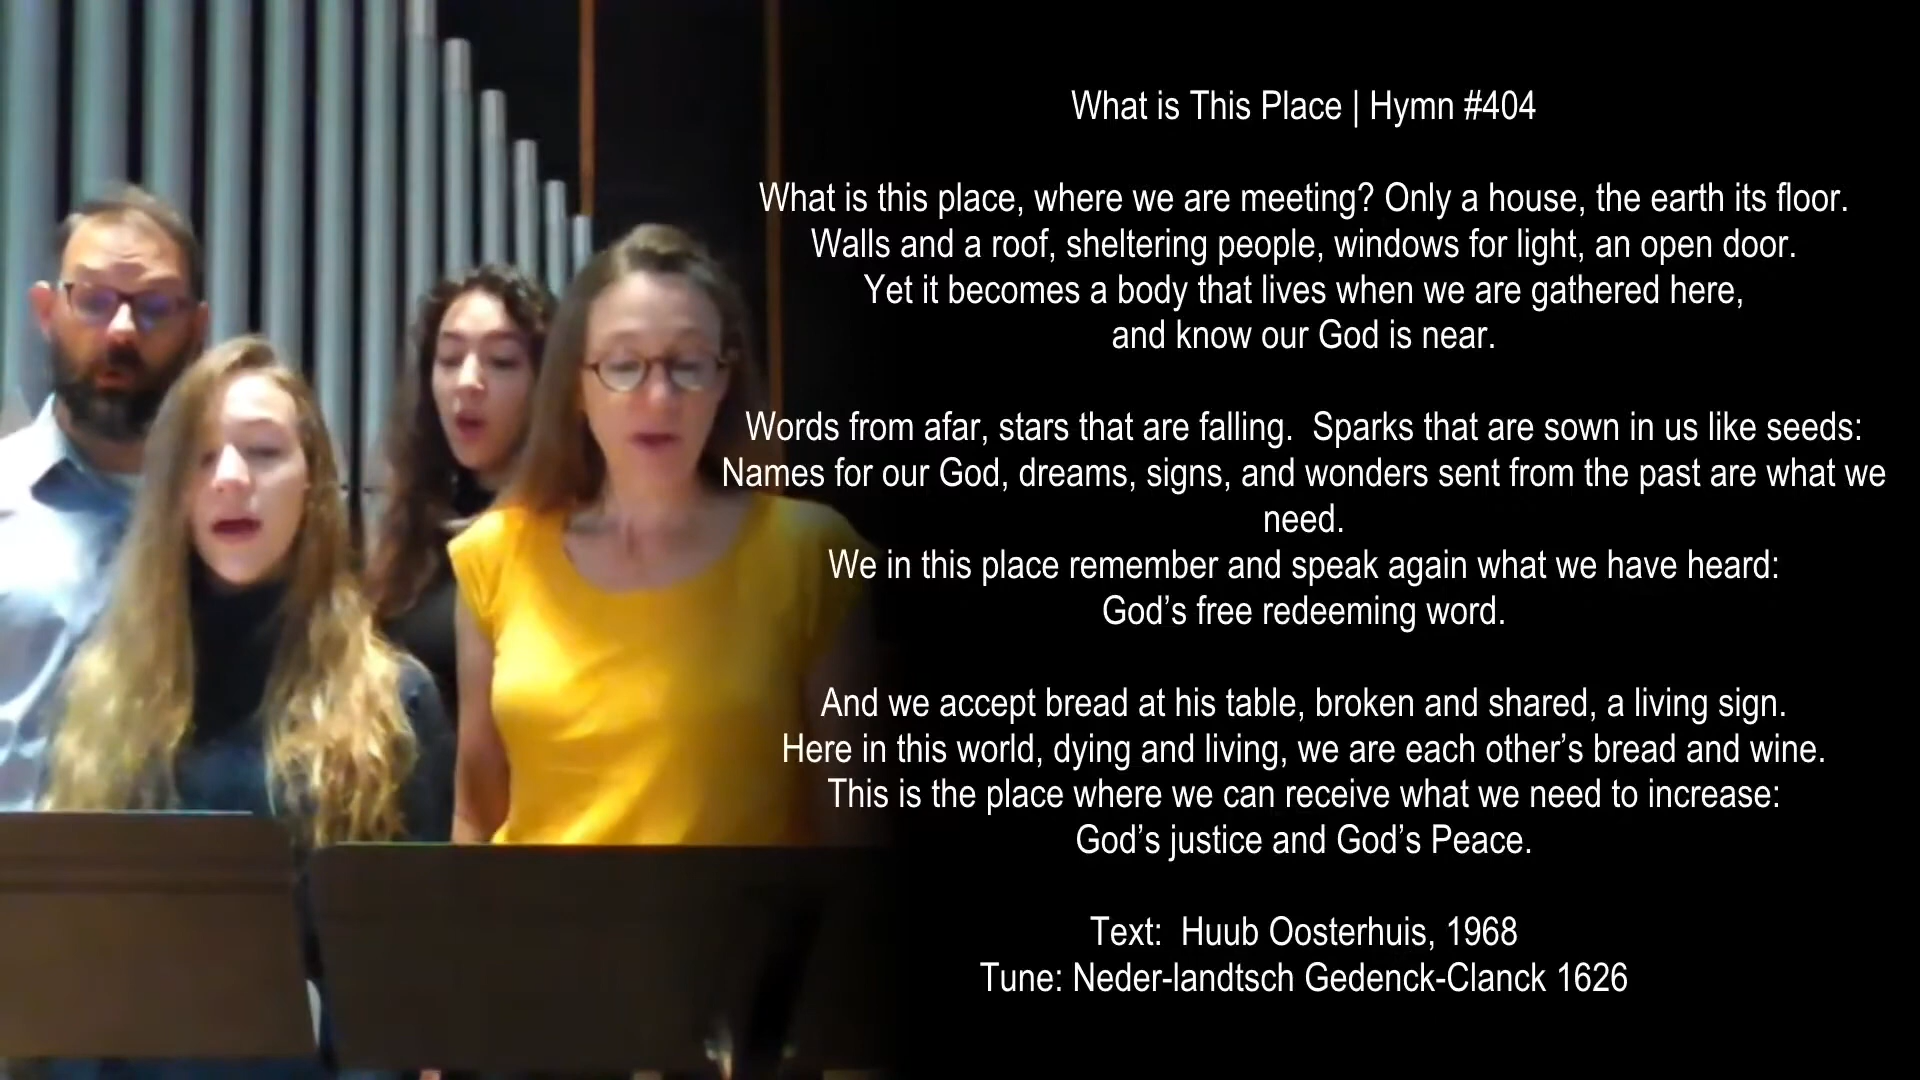 What is This Place | Hymn #404
What is this place, where we are meeting? Only a house, the earth its floor.
Walls and a roof, sheltering people, windows for light, an open door.
Yet it becomes a body that lives when we are gathered here,
and know our God is near.
Words from afar, stars that are falling.  Sparks that are sown in us like seeds:
Names for our God, dreams, signs, and wonders sent from the past are what we
need.
We in this place remember and speak again what we have heard:
God’s free redeeming word.
And we accept bread at his table, broken and shared, a living sign.
Here in this world, dying and living, we are each other’s bread and wine.
This is the place where we can receive what we need to increase:
God’s justice and God’s Peace.
Text:  Huub Oosterhuis, 1968
Tune: Neder-landtsch Gedenck-Clanck 1626